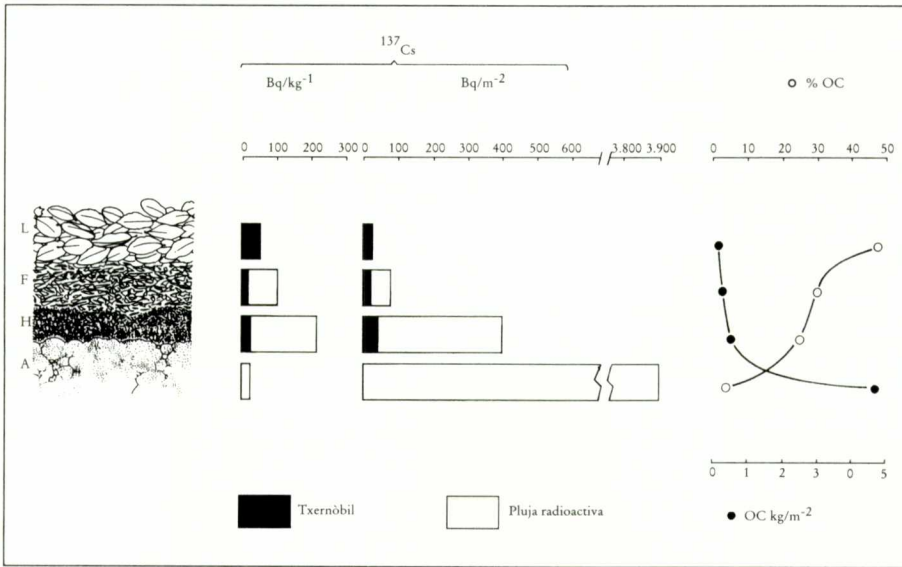 ¹³⁷Cs
Bq/kg⁻¹ Bq/m⁻² ○ % OC
0 100 200 300 0 100 200 300 400 500 600 3.800 3.900 0 10 20 30 40 50
L
F
H
A
0 1 2 3 0 5
Txernòbil Pluja radioactiva ● OC kg/m⁻²